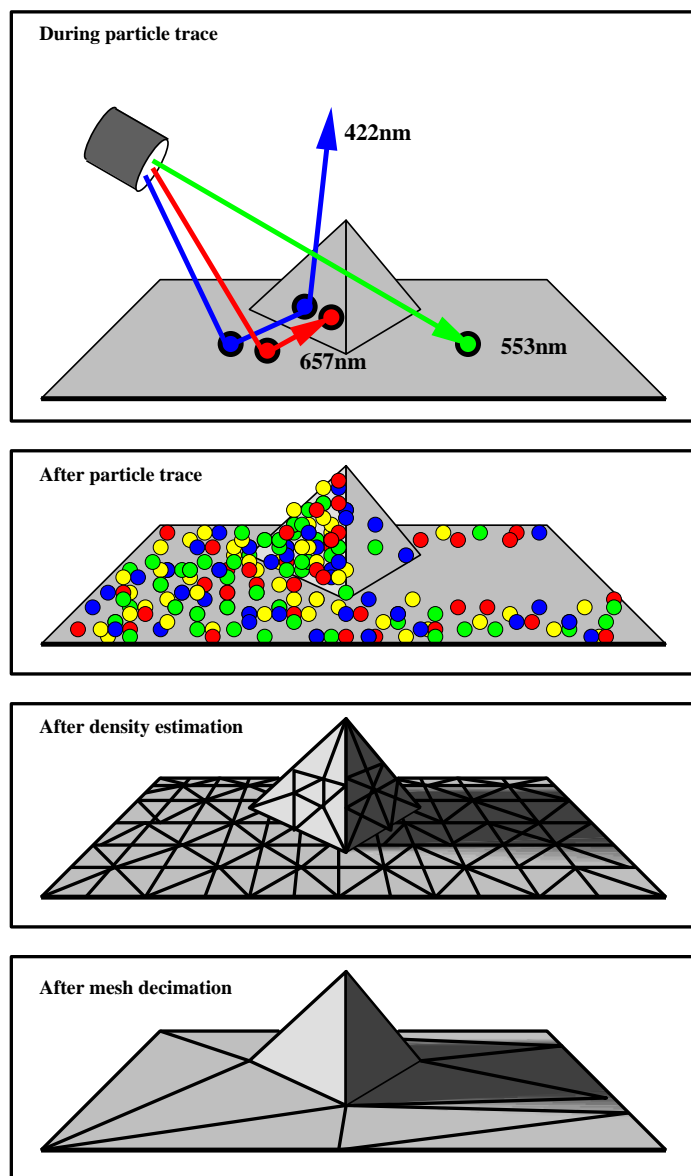 During particle trace
422nm
553nm
657nm
After particle trace
After density estimation
After mesh decimation